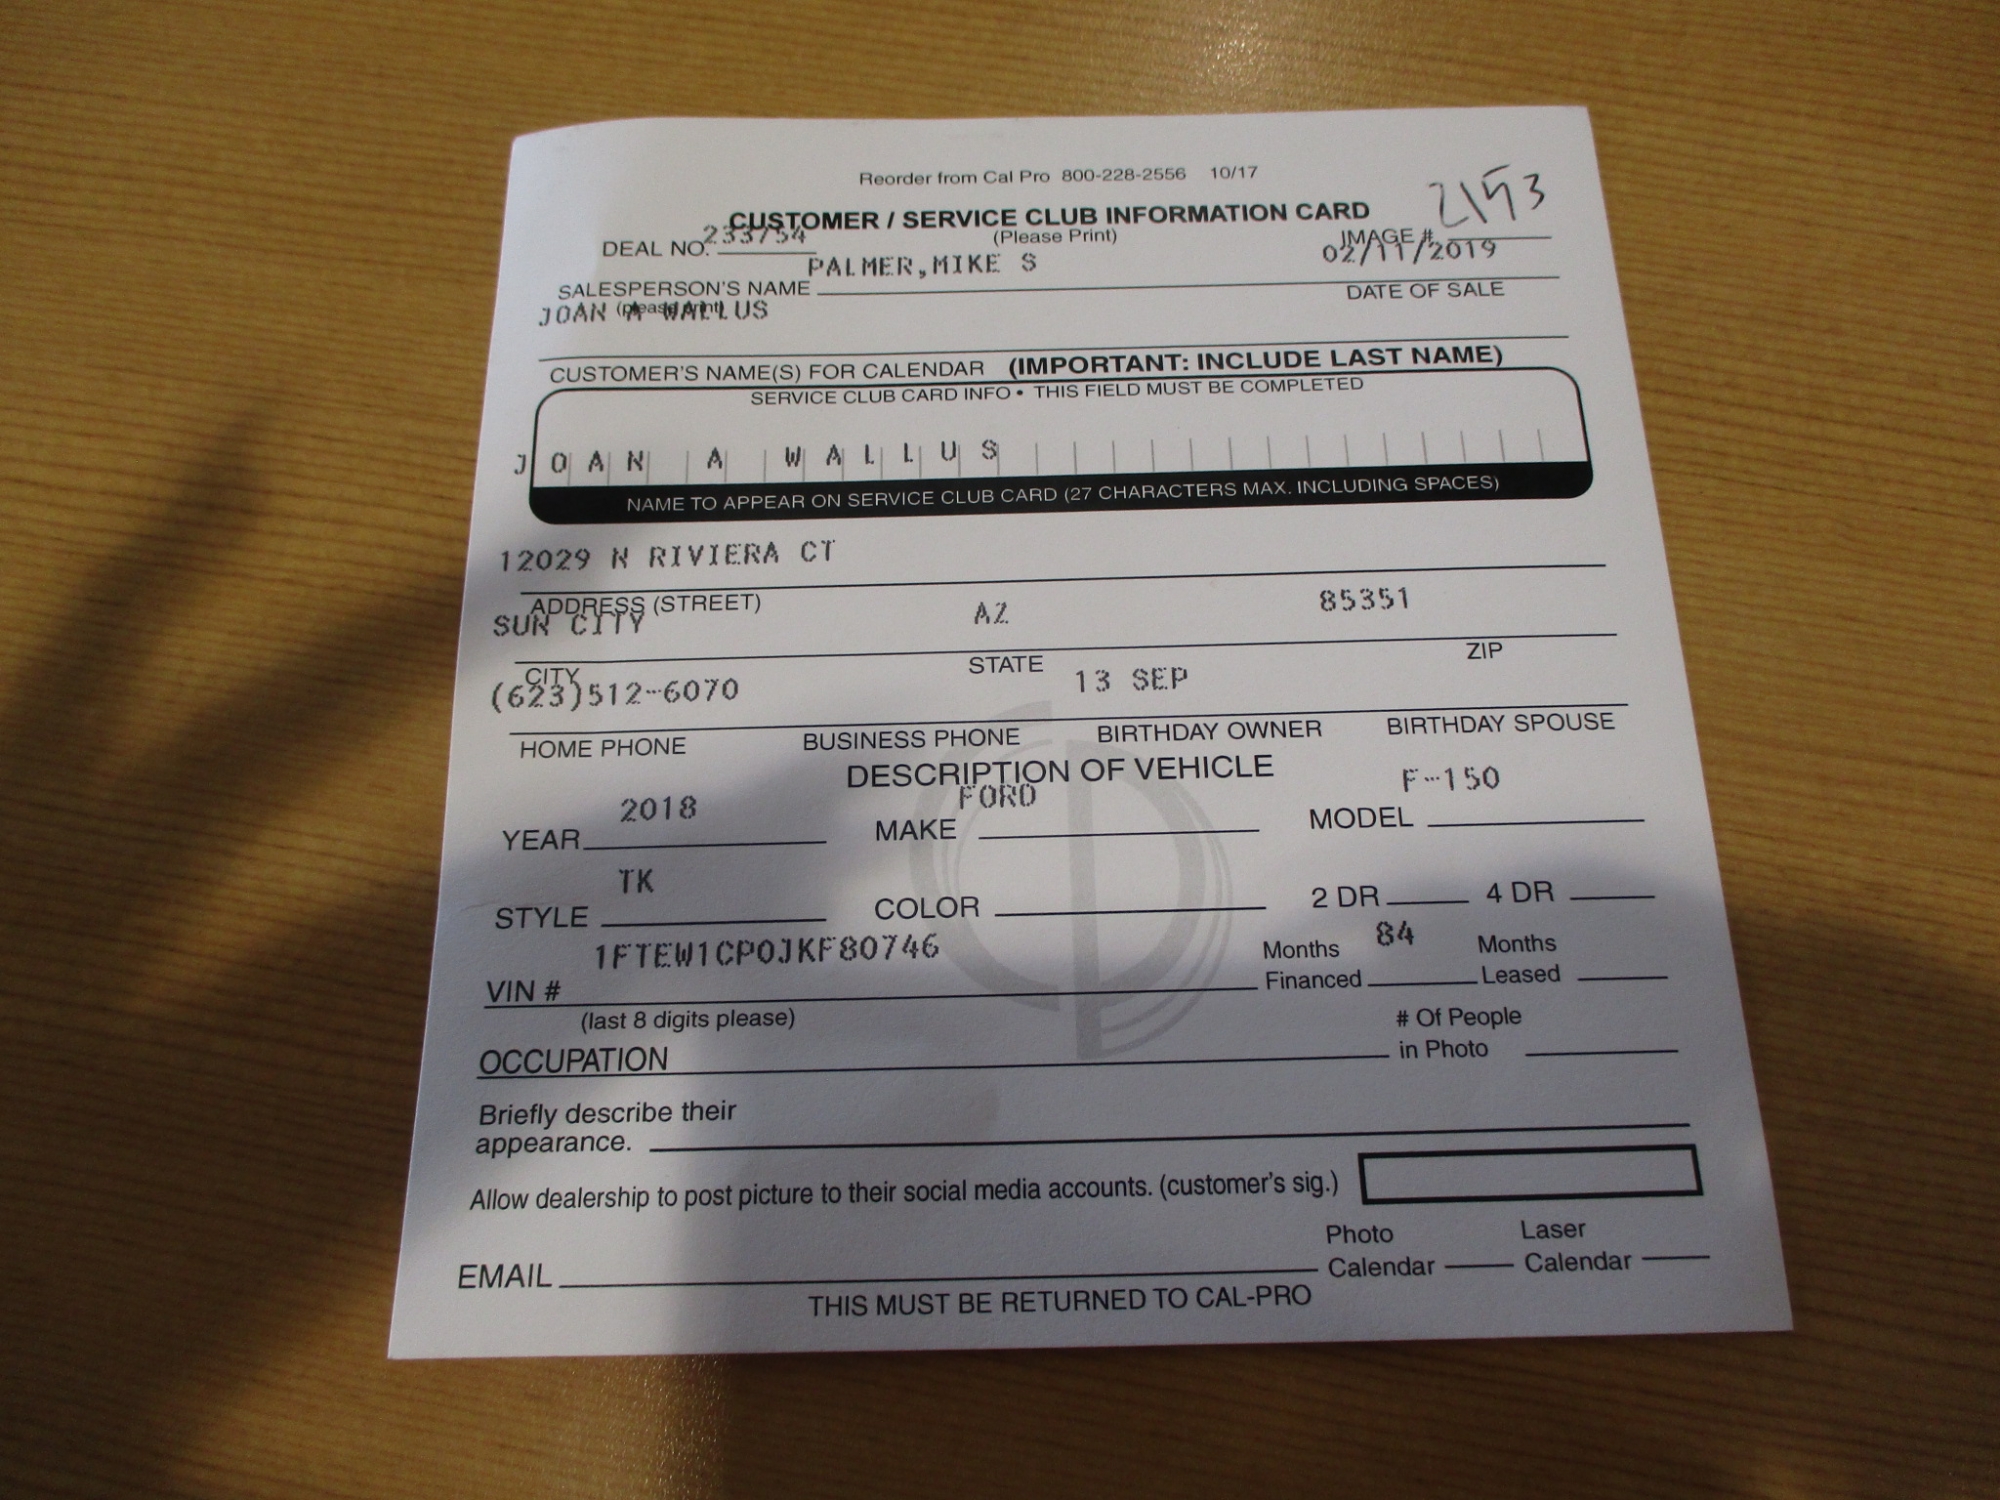 Reorder from Cal Pro 800-228-2556 10/17
CUSTOMER / SERVICE CLUB INFORMATION CARD
(Please Print)
DEAL NO. 233754
IMAGE # 2153
PALMER,MIKE S
02/11/2019
SALESPERSON'S NAME
DATE OF SALE
(please print)
JOAN A WALLUS
CUSTOMER'S NAME(S) FOR CALENDAR (IMPORTANT: INCLUDE LAST NAME)
SERVICE CLUB CARD INFO • THIS FIELD MUST BE COMPLETED
JOAN A WALLUS
NAME TO APPEAR ON SERVICE CLUB CARD (27 CHARACTERS MAX. INCLUDING SPACES)
12029 N RIVIERA CT
ADDRESS (STREET)
SUN CITY AZ 85351
CITY STATE ZIP
(623)512-6070 13 SEP
HOME PHONE BUSINESS PHONE BIRTHDAY OWNER BIRTHDAY SPOUSE
DESCRIPTION OF VEHICLE
2018 FORD F-150
YEAR MAKE MODEL
TK
STYLE COLOR 2 DR 4 DR
1FTEW1CP0JKF80746 84
VIN # Months Financed Months Leased
(last 8 digits please)
OCCUPATION # Of People in Photo
Briefly describe their
appearance.
Allow dealership to post picture to their social media accounts. (customer's sig.)
EMAIL Photo Calendar Laser Calendar
THIS MUST BE RETURNED TO CAL-PRO